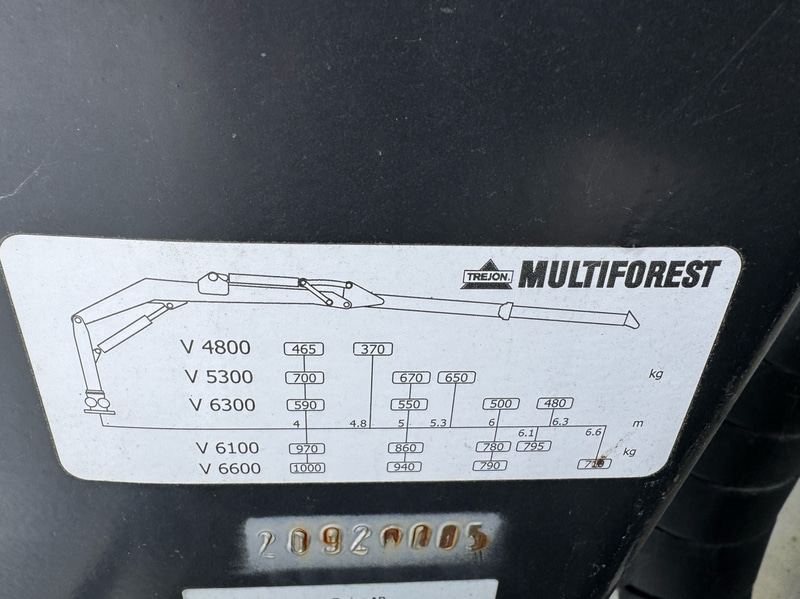 TREJON MULTIFOREST
V 4800 465 370
V 5300 700 670 650 kg
V 6300 590 550 500 480
4 4.8 5 5.3 6 6.1 6.3 6.6 m
V 6100 970 860 780 795 kg
V 6600 1000 940 790